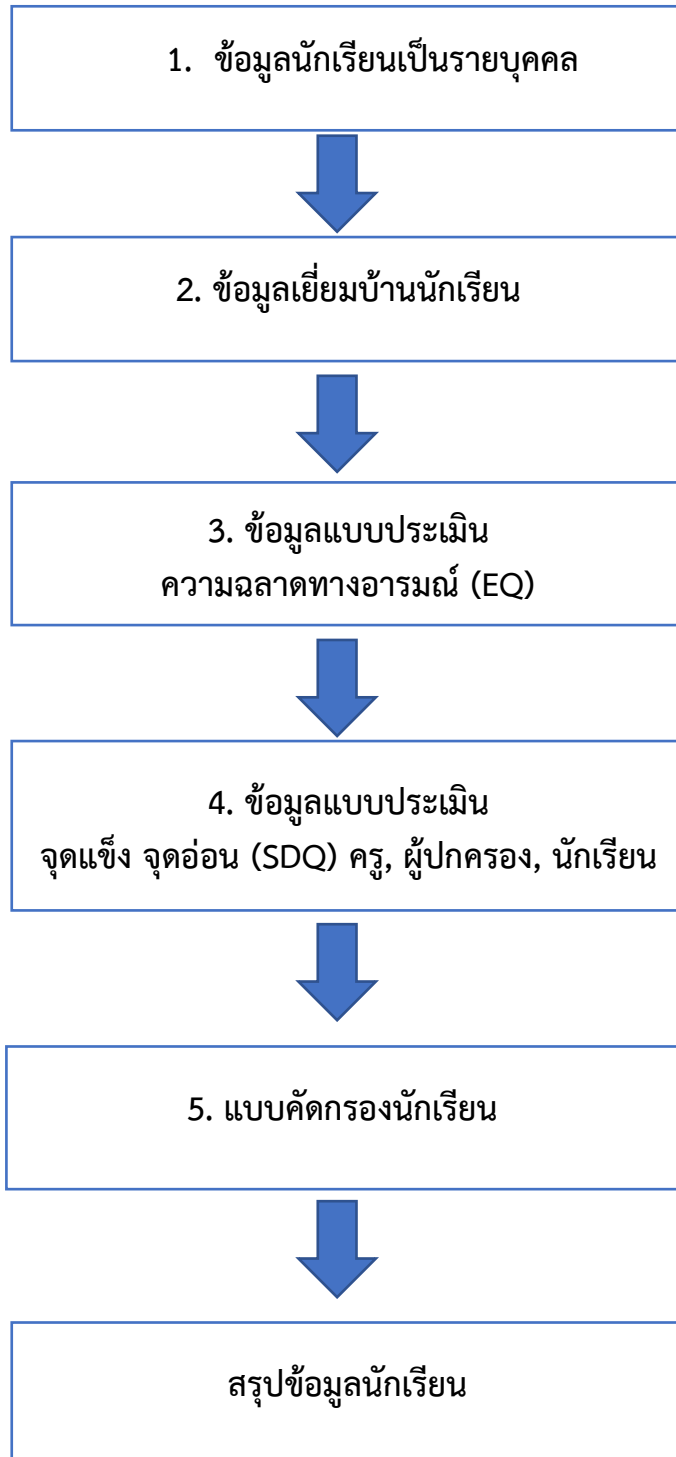 1. ข้อมูลนักเรียนเป็นรายบุคคล
2. ข้อมูลเยี่ยมบ้านนักเรียน
3. ข้อมูลแบบประเมิน
ความฉลาดทางอารมณ์ (EQ)
4. ข้อมูลแบบประเมิน
จุดแข็ง จุดอ่อน (SDQ) ครู, ผู้ปกครอง, นักเรียน
5. แบบคัดกรองนักเรียน
สรุปข้อมูลนักเรียน